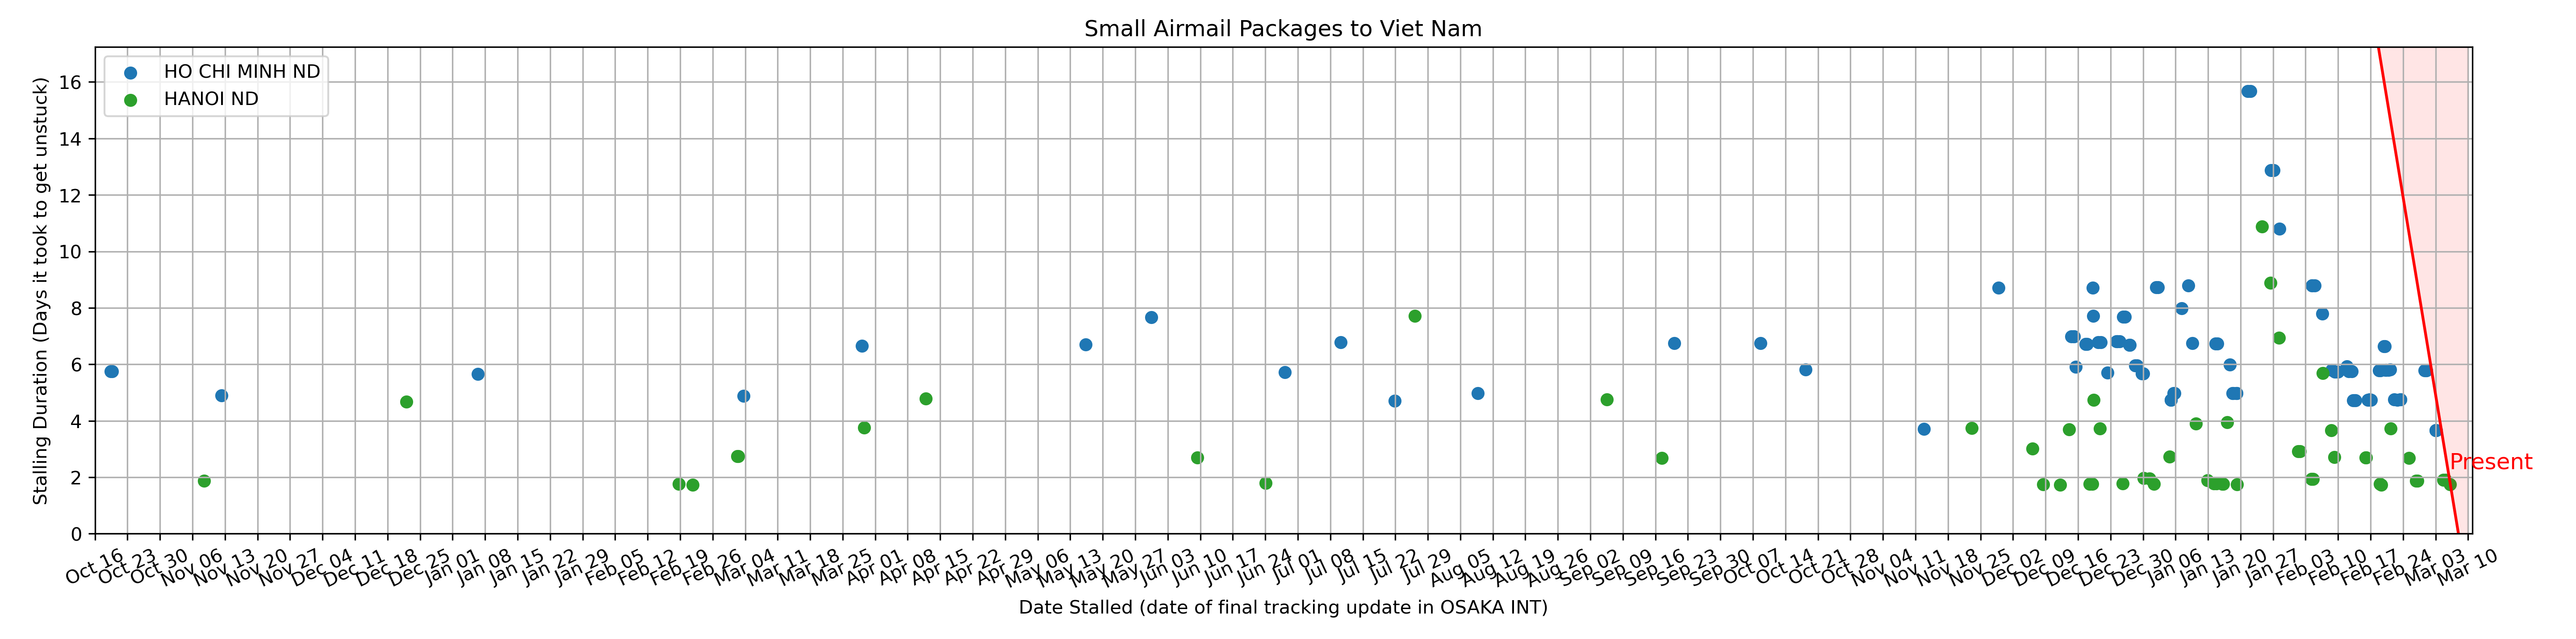 Small Airmail Packages to Viet Nam
HO CHI MINH ND
HANOI ND
Stalling Duration (Days it took to get unstuck)
16
14
12
10
8
6
4
2
0
Present
Oct 16
Oct 23
Oct 30
Nov 06
Nov 13
Nov 20
Nov 27
Dec 04
Dec 11
Dec 18
Dec 25
Jan 01
Jan 08
Jan 15
Jan 22
Jan 29
Feb 05
Feb 12
Feb 19
Feb 26
Mar 04
Mar 11
Mar 18
Mar 25
Apr 01
Apr 08
Apr 15
Apr 22
Apr 29
May 06
May 13
May 20
May 27
Jun 03
Jun 10
Jun 17
Jun 24
Jul 01
Jul 08
Jul 15
Jul 22
Jul 29
Aug 05
Aug 12
Aug 19
Aug 26
Sep 02
Sep 09
Sep 16
Sep 23
Sep 30
Oct 07
Oct 14
Oct 21
Oct 28
Nov 04
Nov 11
Nov 18
Nov 25
Dec 02
Dec 09
Dec 16
Dec 23
Dec 30
Jan 06
Jan 13
Jan 20
Jan 27
Feb 03
Feb 10
Feb 17
Feb 24
Mar 03
Mar 10
Date Stalled (date of final tracking update in OSAKA INT)